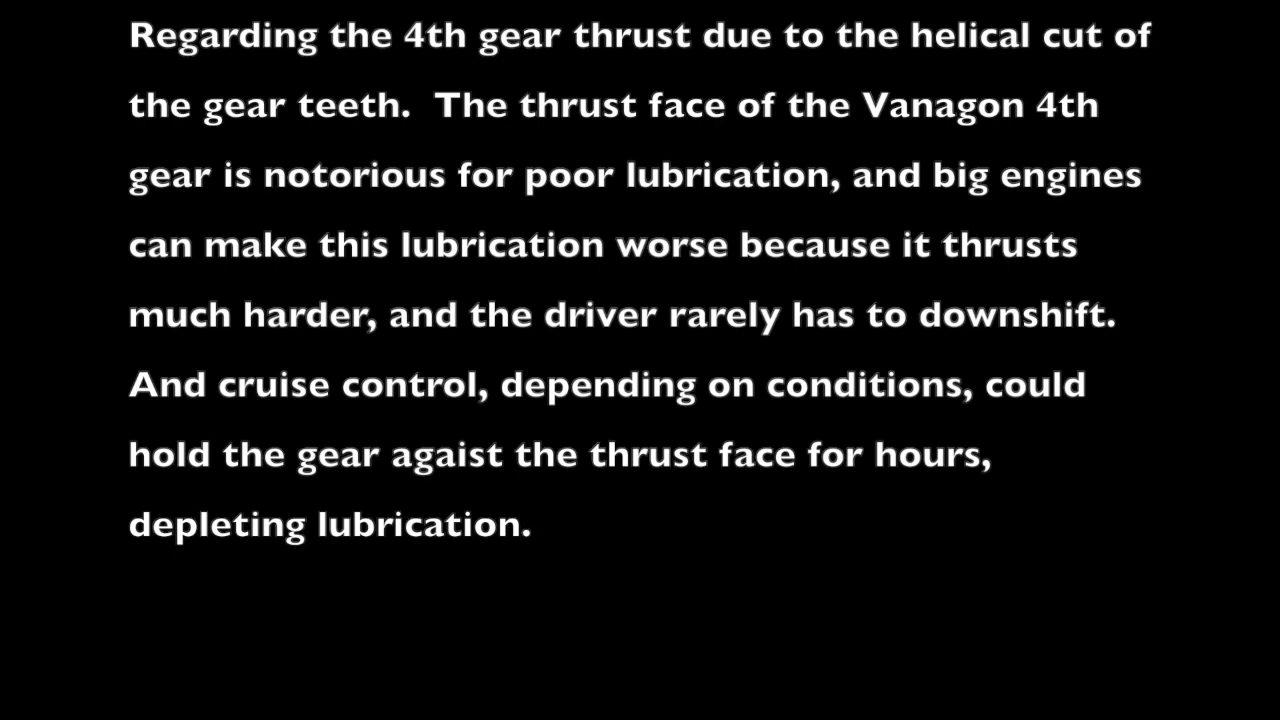 Regarding the 4th gear thrust due to the helical cut of
the gear teeth.  The thrust face of the Vanagon 4th
gear is notorious for poor lubrication, and big engines
can make this lubrication worse because it thrusts
much harder, and the driver rarely has to downshift.
And cruise control, depending on conditions, could
hold the gear agaist the thrust face for hours,
depleting lubrication.